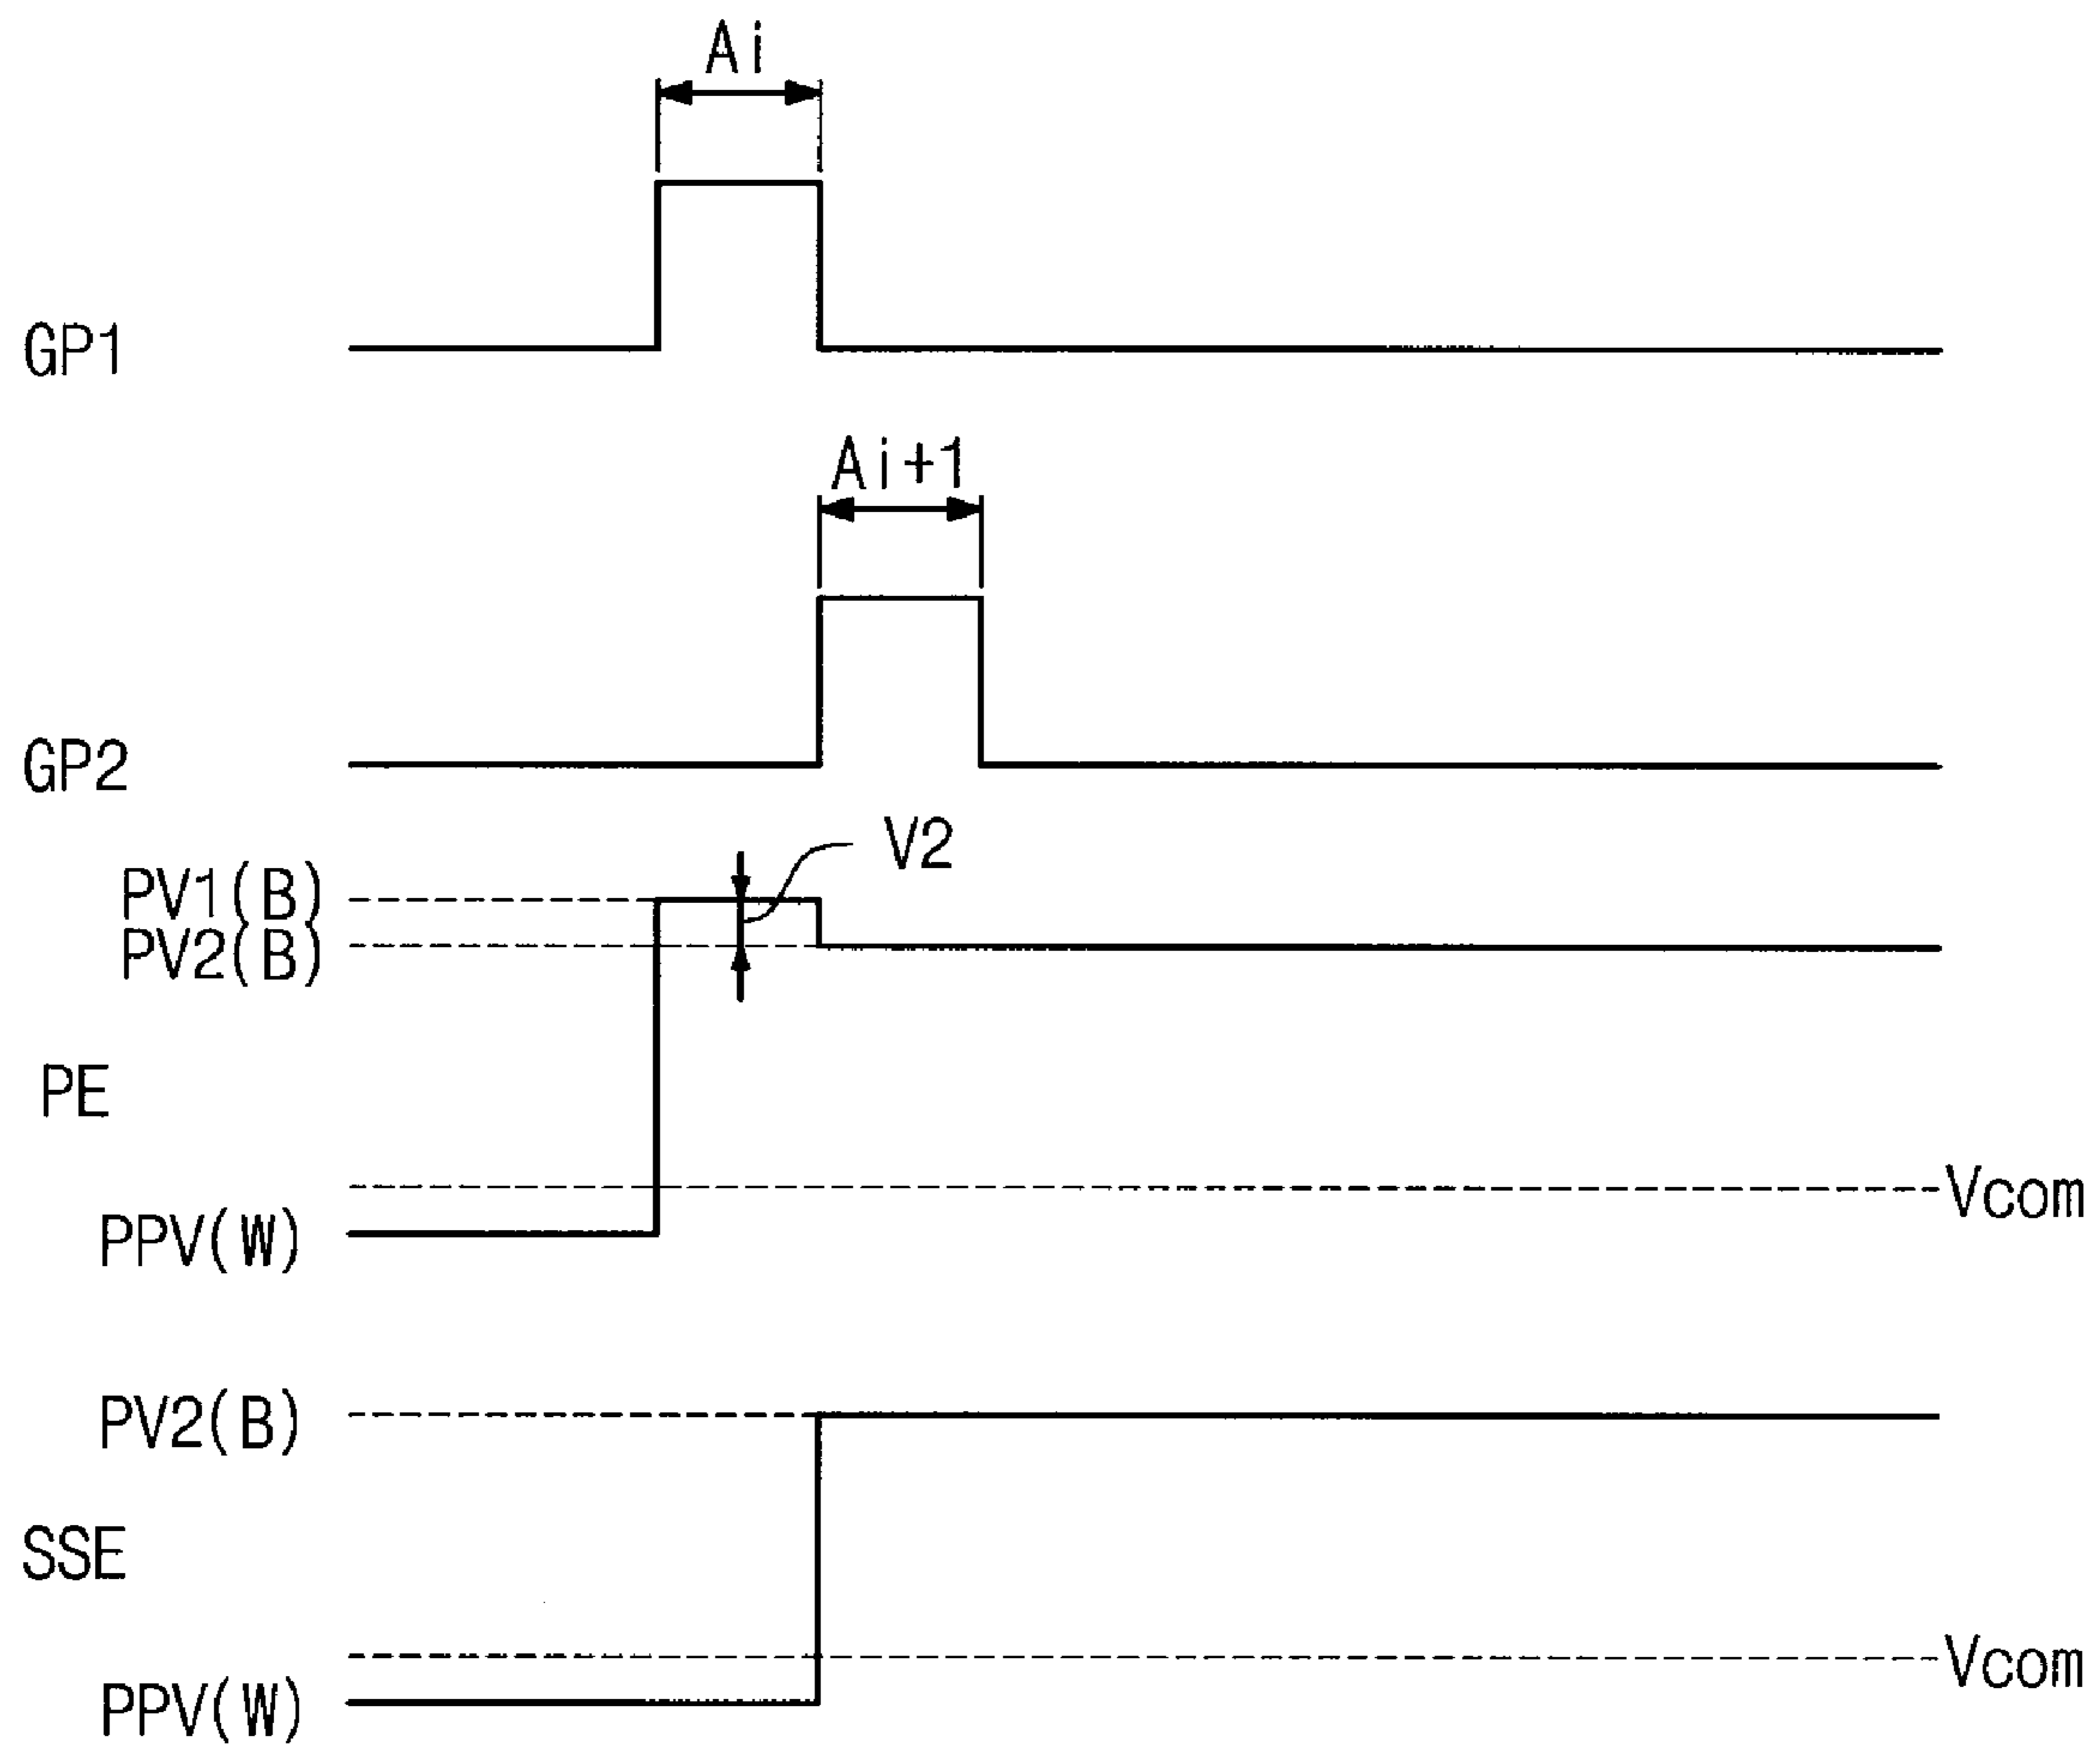 Ai
GP1
Ai+1
GP2
V2
PV1(B)
PV2(B)
PE
Vcom
PPV(W)
PV2(B)
SSE
Vcom
PPV(W)